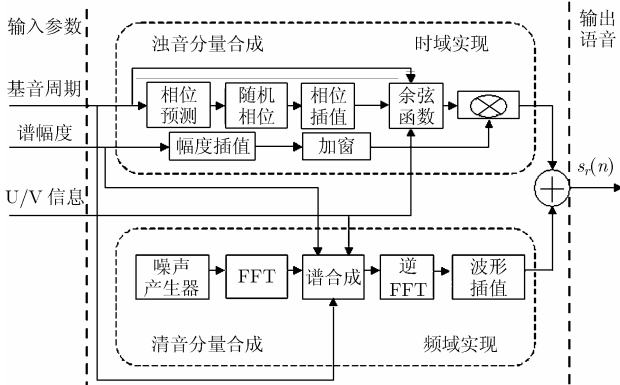 输入参数
浊音分量合成
时域实现
输出
语音
基音周期
相位
预测
随机
相位
相位
插值
余弦
函数
谱幅度
幅度插值
加窗
s_r(n)
U/V 信息
噪声
产生器
FFT
谱合成
逆
FFT
波形
插值
清音分量合成
频域实现